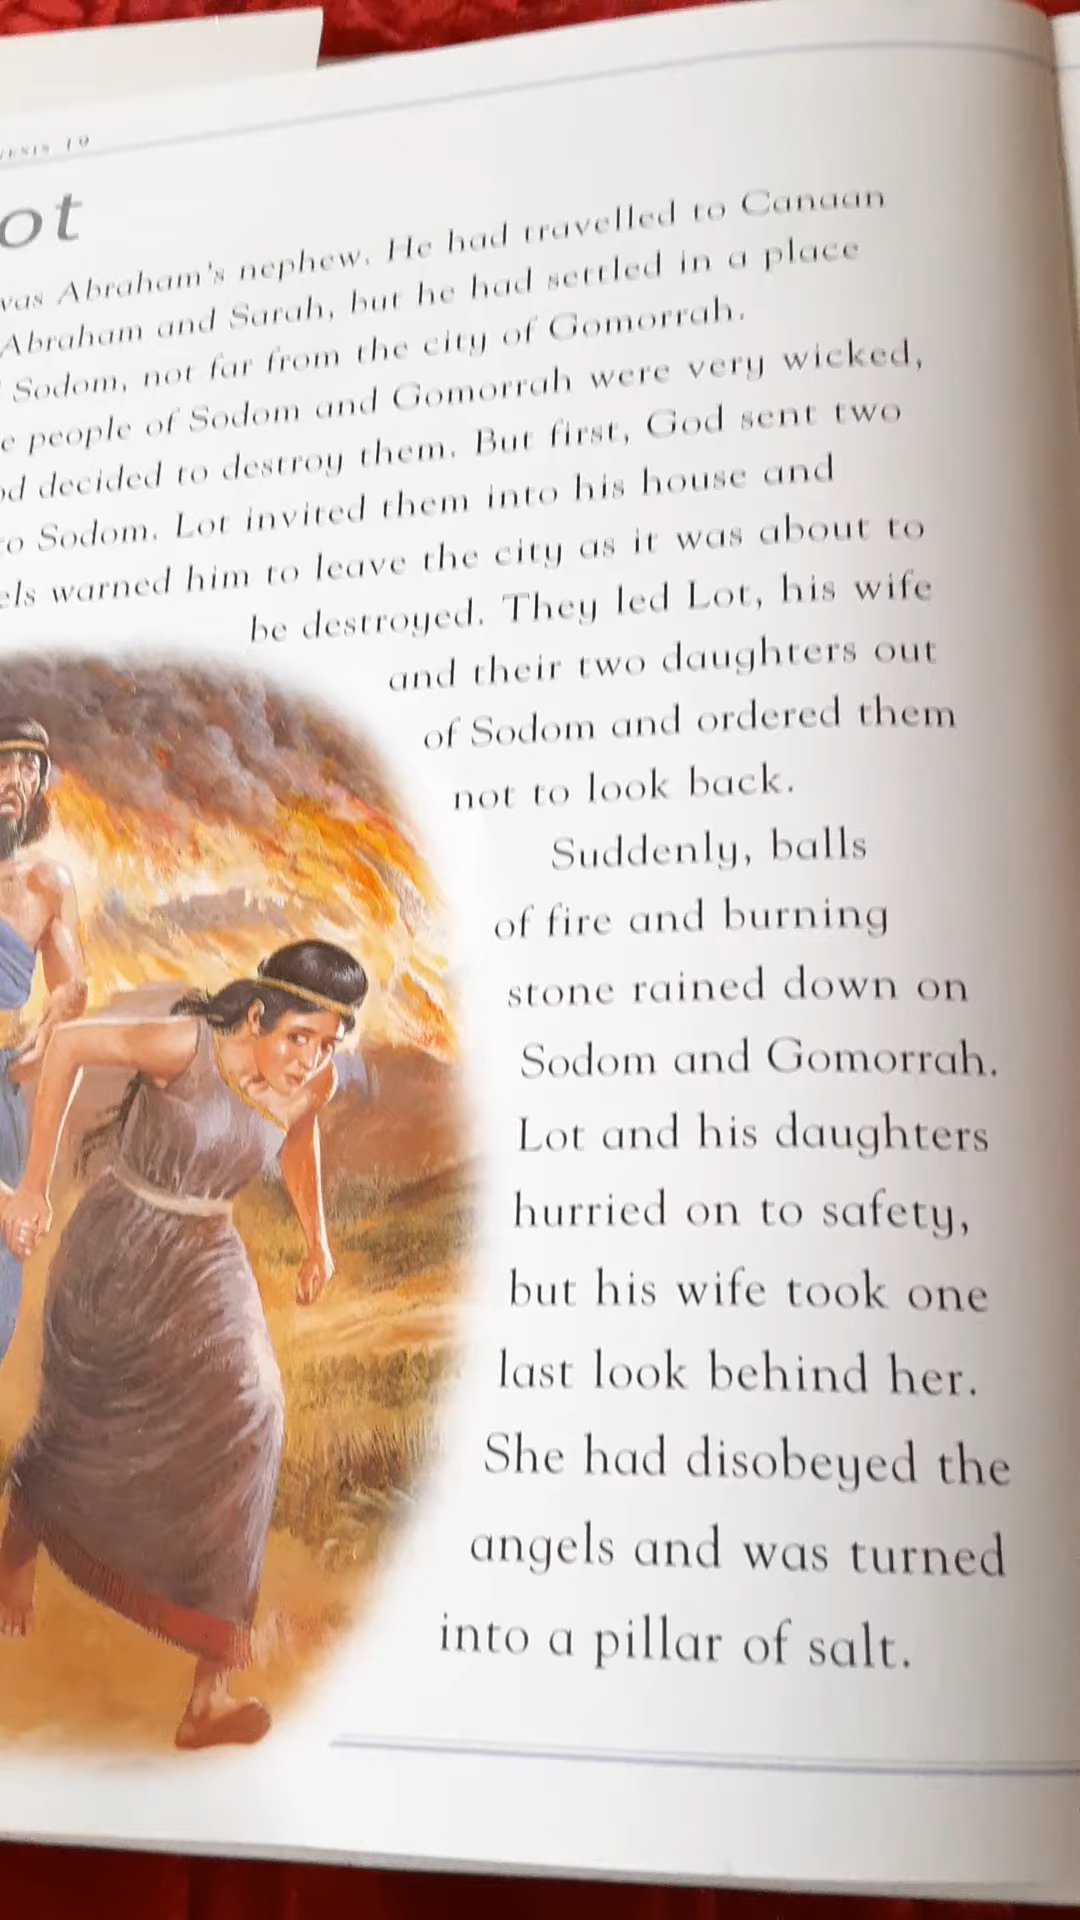 19
ot
was Abraham's nephew. He had travelled to Canaan
Abraham and Sarah, but he had settled in a place
Sodom, not far from the city of Gomorrah.
e people of Sodom and Gomorrah were very wicked,
od decided to destroy them. But first, God sent two
to Sodom. Lot invited them into his house and
els warned him to leave the city as it was about to
be destroyed. They led Lot, his wife
and their two daughters out
of Sodom and ordered them
not to look back.
Suddenly, balls
of fire and burning
stone rained down on
Sodom and Gomorrah.
Lot and his daughters
hurried on to safety,
but his wife took one
last look behind her.
She had disobeyed the
angels and was turned
into a pillar of salt.